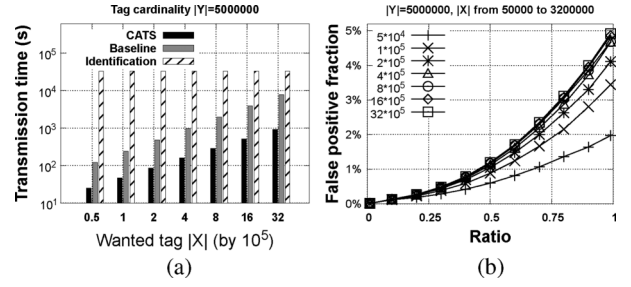 Tag cardinality |Y|=5000000
CATS
Baseline
Identification
Transmission time (s)
10^5
10^4
10^3
10^2
10^1
0.5 1 2 4 8 16 32
Wanted tag |X| (by 10^5)
(a)
|Y|=5000000, |X| from 50000 to 3200000
5*10^4
1*10^5
2*10^5
4*10^5
8*10^5
16*10^5
32*10^5
False positive fraction
5%
4%
3%
2%
1%
0
0 0.25 0.5 0.75 1
Ratio
(b)